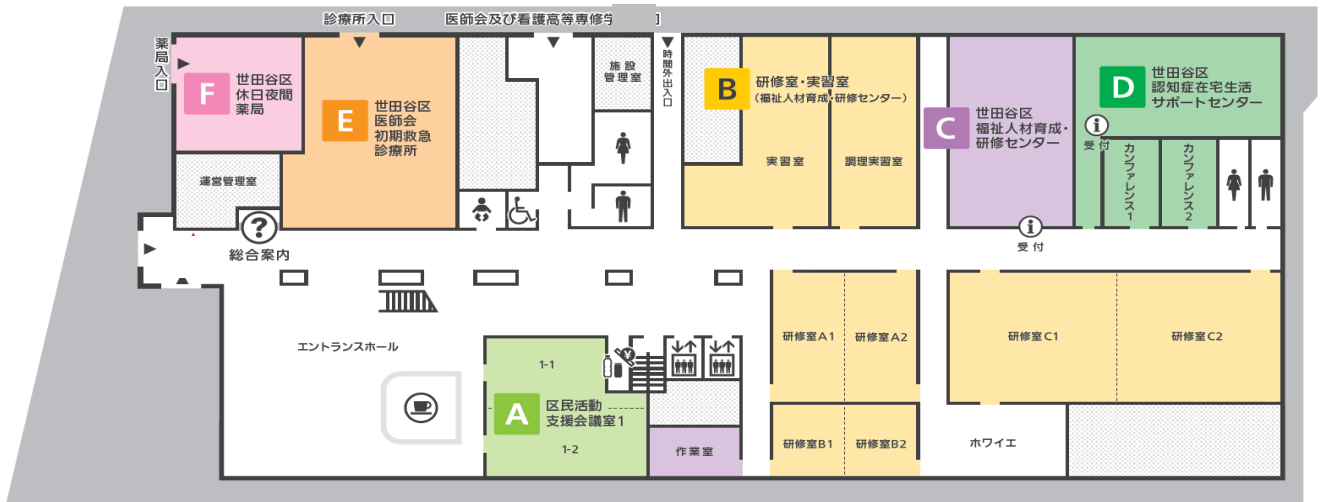 診療所入口
医師会及び看護高等専修学
薬局入口
F
世田谷区
休日夜間
薬局
E
世田谷区
医師会
初期救急
診療所
施設
管理室
時間外出入口
B
研修室・実習室
(福祉人材育成・研修センター)
実習室
調理実習室
C
世田谷区
福祉人材育成・
研修センター
D
世田谷区
認知症在宅生活
サポートセンター
i
受付
カンファレンス1
カンファレンス2
運営管理室
?
総合案内
i
受付
エントランスホール
1-1
A
区民活動
支援会議室1
1-2
¥
作業室
研修室A1
研修室A2
研修室B1
研修室B2
研修室C1
研修室C2
ホワイエ